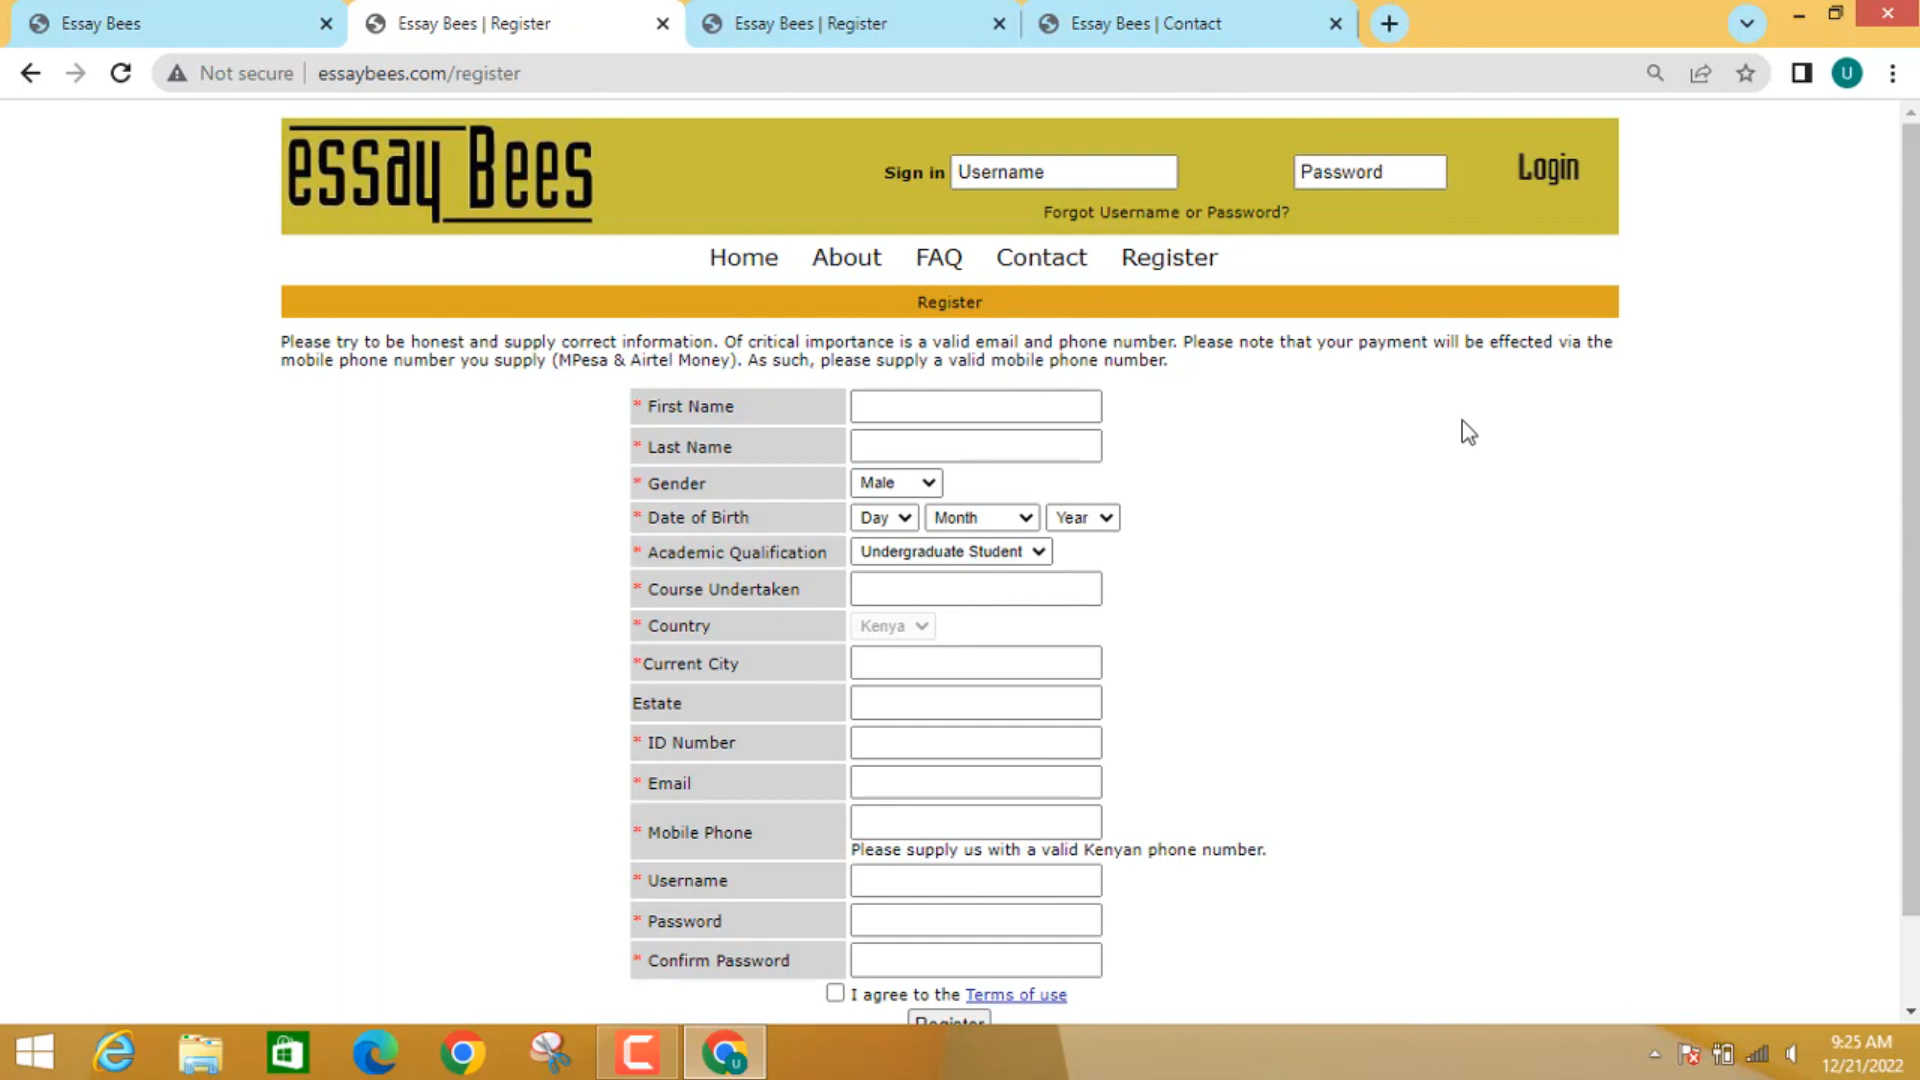 Essay Bees
Essay Bees | Register
Essay Bees | Register
Essay Bees | Contact
Not secure
essaybees.com/register
U
essay Bees
Sign in
Username
Password
Login
Forgot Username or Password?
Home
About
FAQ
Contact
Register
Register
Please try to be honest and supply correct information. Of critical importance is a valid email and phone number. Please note that your payment will be effected via the
mobile phone number you supply (MPesa & Airtel Money). As such, please supply a valid mobile phone number.
* First Name
* Last Name
* Gender
Male
* Date of Birth
Day
Month
Year
* Academic Qualification
Undergraduate Student
* Course Undertaken
* Country
Kenya
*Current City
Estate
* ID Number
* Email
* Mobile Phone
Please supply us with a valid Kenyan phone number.
* Username
* Password
* Confirm Password
I agree to the Terms of use
Register
U
9:25 AM
12/21/2022